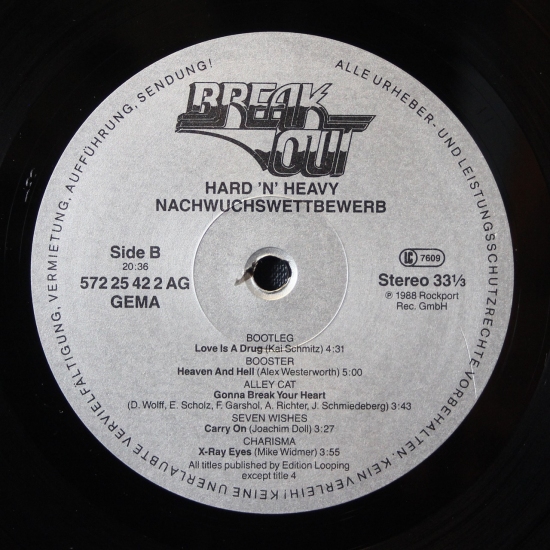 ALLE URHEBER- UND LEISTUNGSSCHUTZRECHTE VORBEHALTEN. KEIN VERLEIH! KEINE UNERLAUBTE VERVIELFÄLTIGUNG, VERMIETUNG, AUFFÜHRUNG, SENDUNG!
BREAK
OUT
HARD 'N' HEAVY
NACHWUCHSWETTBEWERB
Side B
20:36
572 25 42 2 AG
GEMA
LC 7609
Stereo 33⅓
℗ 1988 Rockport
Rec. GmbH
BOOTLEG
Love Is A Drug (Kai Schmitz) 4:31
BOOSTER
Heaven And Hell (Alex Westerworth) 5:00
ALLEY CAT
Gonna Break Your Heart
(D. Wolff, E. Scholz, F. Garshol, A. Richter, J. Schmiedeberg) 3:43
SEVEN WISHES
Carry On (Joachim Doll) 3:27
CHARISMA
X-Ray Eyes (Mike Widmer) 3:55
All titles published by Edition Looping
except title 4